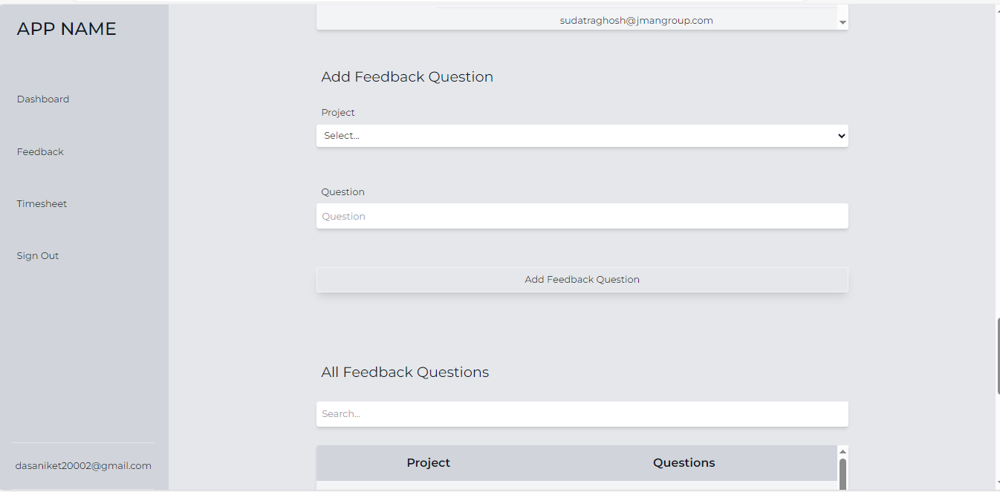 APP NAME
Dashboard
Feedback
Timesheet
Sign Out
dasaniket20002@gmail.com
sudatraghosh@jmangroup.com
Add Feedback Question
Project
Select...
Question
Question
Add Feedback Question
All Feedback Questions
Search...
Project Questions